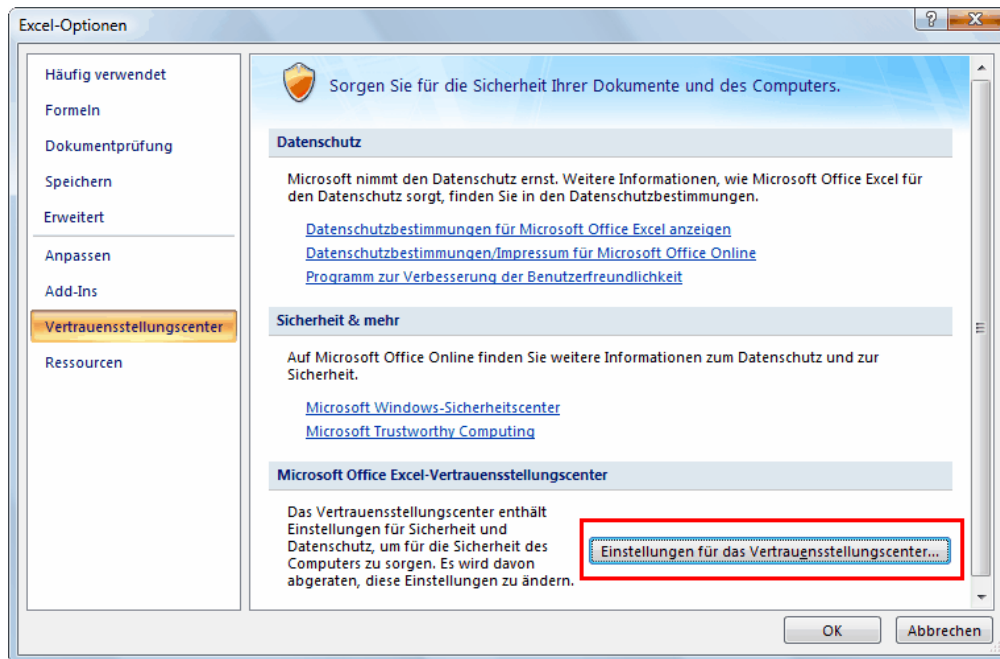 Excel-Optionen
?
X
Häufig verwendet
Formeln
Dokumentprüfung
Speichern
Erweitert
Anpassen
Add-Ins
Vertrauensstellungscenter
Ressourcen
Sorgen Sie für die Sicherheit Ihrer Dokumente und des Computers.
Datenschutz
Microsoft nimmt den Datenschutz ernst. Weitere Informationen, wie Microsoft Office Excel für
den Datenschutz sorgt, finden Sie in den Datenschutzbestimmungen.
Datenschutzbestimmungen für Microsoft Office Excel anzeigen
Datenschutzbestimmungen/Impressum für Microsoft Office Online
Programm zur Verbesserung der Benutzerfreundlichkeit
Sicherheit & mehr
Auf Microsoft Office Online finden Sie weitere Informationen zum Datenschutz und zur
Sicherheit.
Microsoft Windows-Sicherheitscenter
Microsoft Trustworthy Computing
Microsoft Office Excel-Vertrauensstellungscenter
Das Vertrauensstellungscenter enthält
Einstellungen für Sicherheit und
Datenschutz, um für die Sicherheit des
Computers zu sorgen. Es wird davon
abgeraten, diese Einstellungen zu ändern.
Einstellungen für das Vertrauensstellungscenter...
OK
Abbrechen